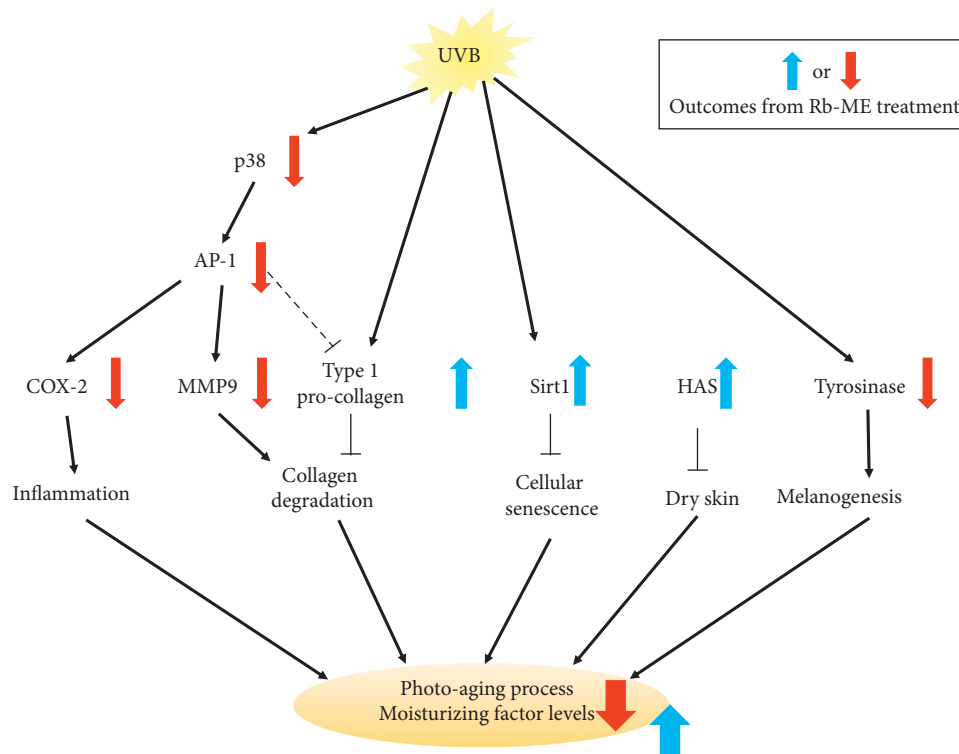 UVB
or
Outcomes from Rb-ME treatment
p38
AP-1
COX-2
MMP9
Type 1
pro-collagen
Sirt1
HAS
Tyrosinase
Inflammation
Collagen
degradation
Cellular
senescence
Dry skin
Melanogenesis
Photo-aging process
Moisturizing factor levels